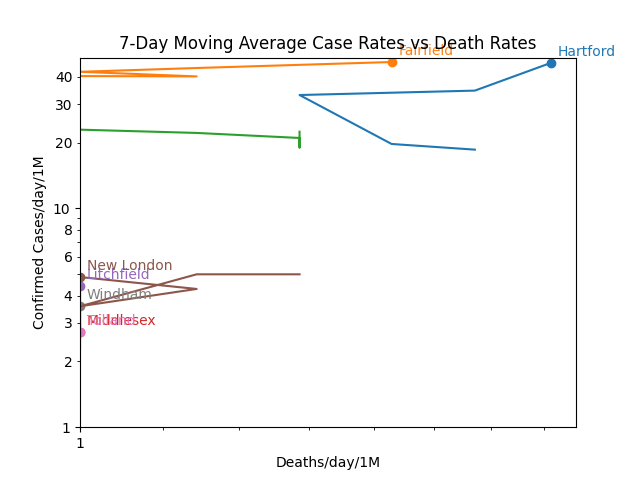 7-Day Moving Average Case Rates vs Death Rates
Fairfield
Hartford
40
30
20
10
8
6
4
3
2
1
New London
Litchfield
Windham
Middlesex
Confirmed Cases/day/1M
1
Deaths/day/1M